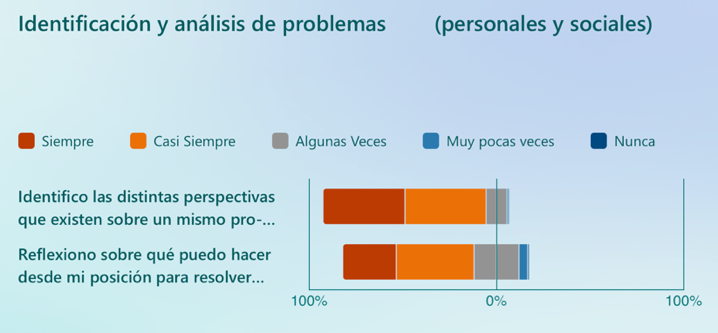 Identificación y análisis de problemas (personales y sociales)
Siempre Casi Siempre Algunas Veces Muy pocas veces Nunca
Identifico las distintas perspectivas
que existen sobre un mismo pro-...
Reflexiono sobre qué puedo hacer
desde mi posición para resolver...
100% 0% 100%